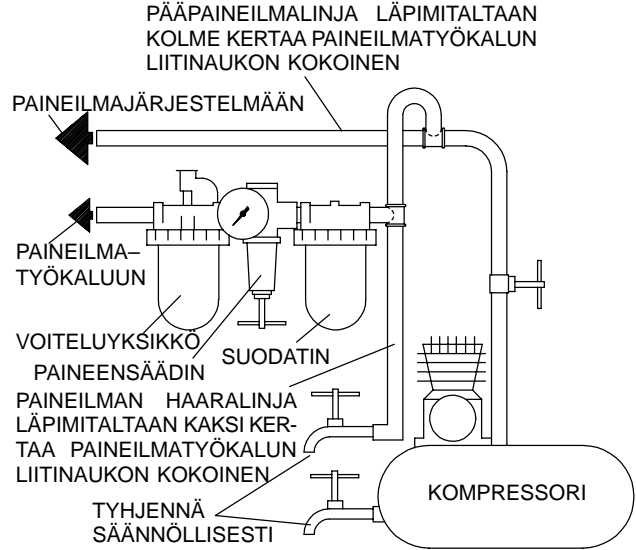 PÄÄPAINEILMALINJA LÄPIMITALTAAN
KOLME KERTAA PAINEILMATYÖKALUN
LIITINAUKON KOKOINEN
PAINEILMAJÄRJESTELMÄÄN
PAINEILMA–
TYÖKALUUN
VOITELUYKSIKKÖ
SUODATIN
PAINEENSÄÄDIN
PAINEILMAN HAARALINJA
LÄPIMITALTAAN KAKSI KER-
TAA PAINEILMATYÖKALUN
LIITINAUKON KOKOINEN
KOMPRESSORI
TYHJENNÄ
SÄÄNNÖLLISESTI